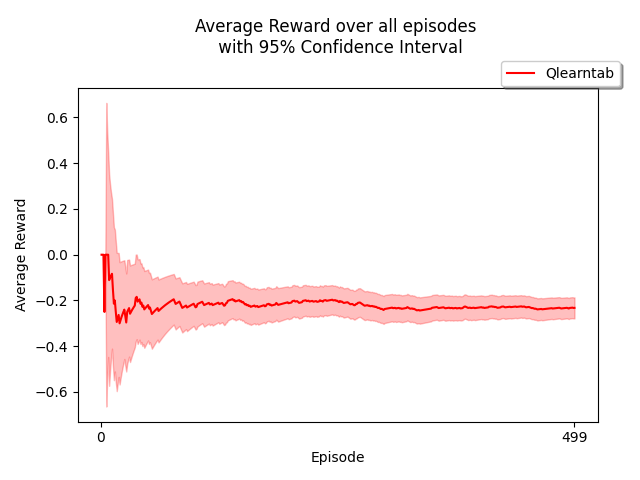 Average Reward over all episodes
with 95% Confidence Interval
Qlearntab
Average Reward
0.6
0.4
0.2
0.0
−0.2
−0.4
−0.6
0
499
Episode